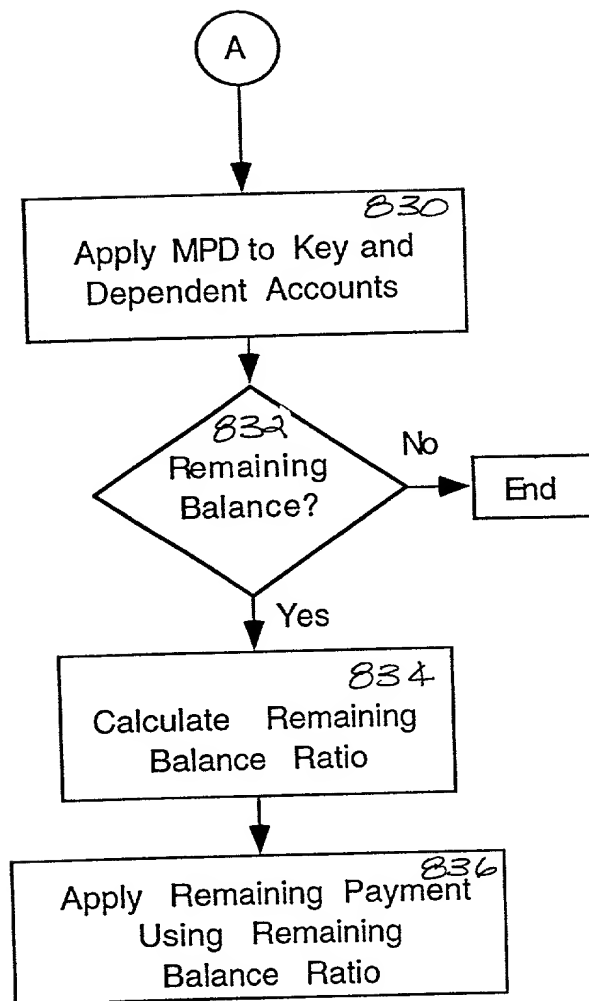 A
830
Apply MPD to Key and
Dependent Accounts
832
Remaining
Balance?
No
End
Yes
834
Calculate Remaining
Balance Ratio
836
Apply Remaining Payment
Using Remaining
Balance Ratio